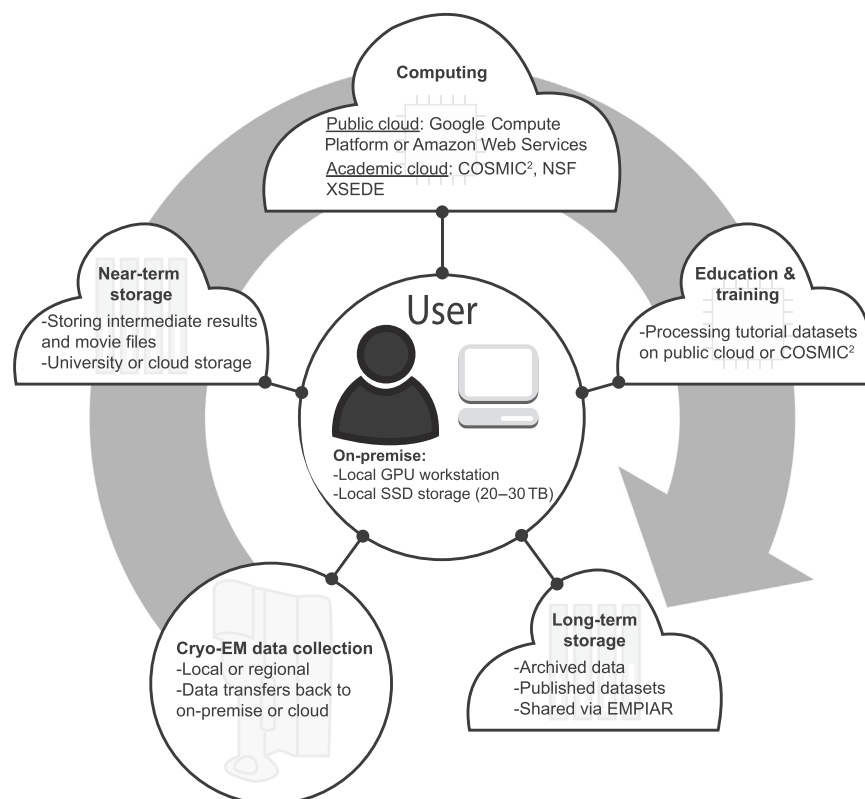 Computing
Public cloud: Google Compute
Platform or Amazon Web Services
Academic cloud: COSMIC², NSF
XSEDE
Near-term
storage
-Storing intermediate results
and movie files
-University or cloud storage
User
On-premise:
-Local GPU workstation
-Local SSD storage (20–30 TB)
Education &
training
-Processing tutorial datasets
on public cloud or COSMIC²
Cryo-EM data collection
-Local or regional
-Data transfers back to
on-premise or cloud
Long-term
storage
-Archived data
-Published datasets
-Shared via EMPIAR